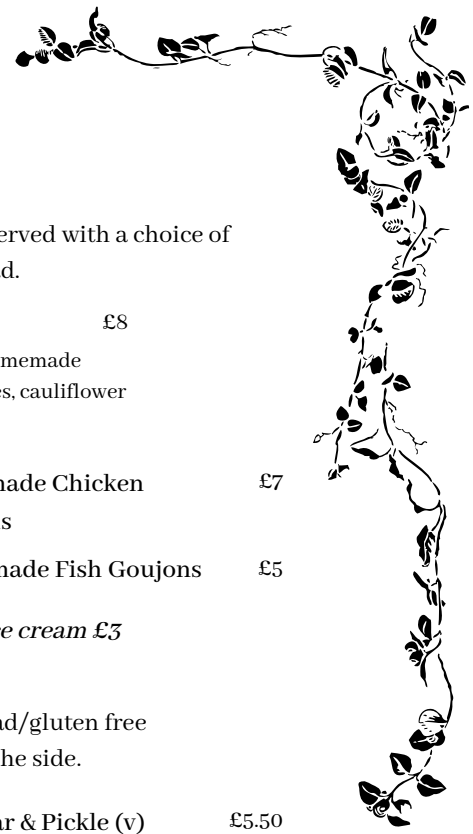 erved with a choice of
d.
£8
memade
es, cauliflower
nade Chicken £7
s
nade Fish Goujons £5
e cream £3
ad/gluten free
he side.
ar & Pickle (v) £5.50